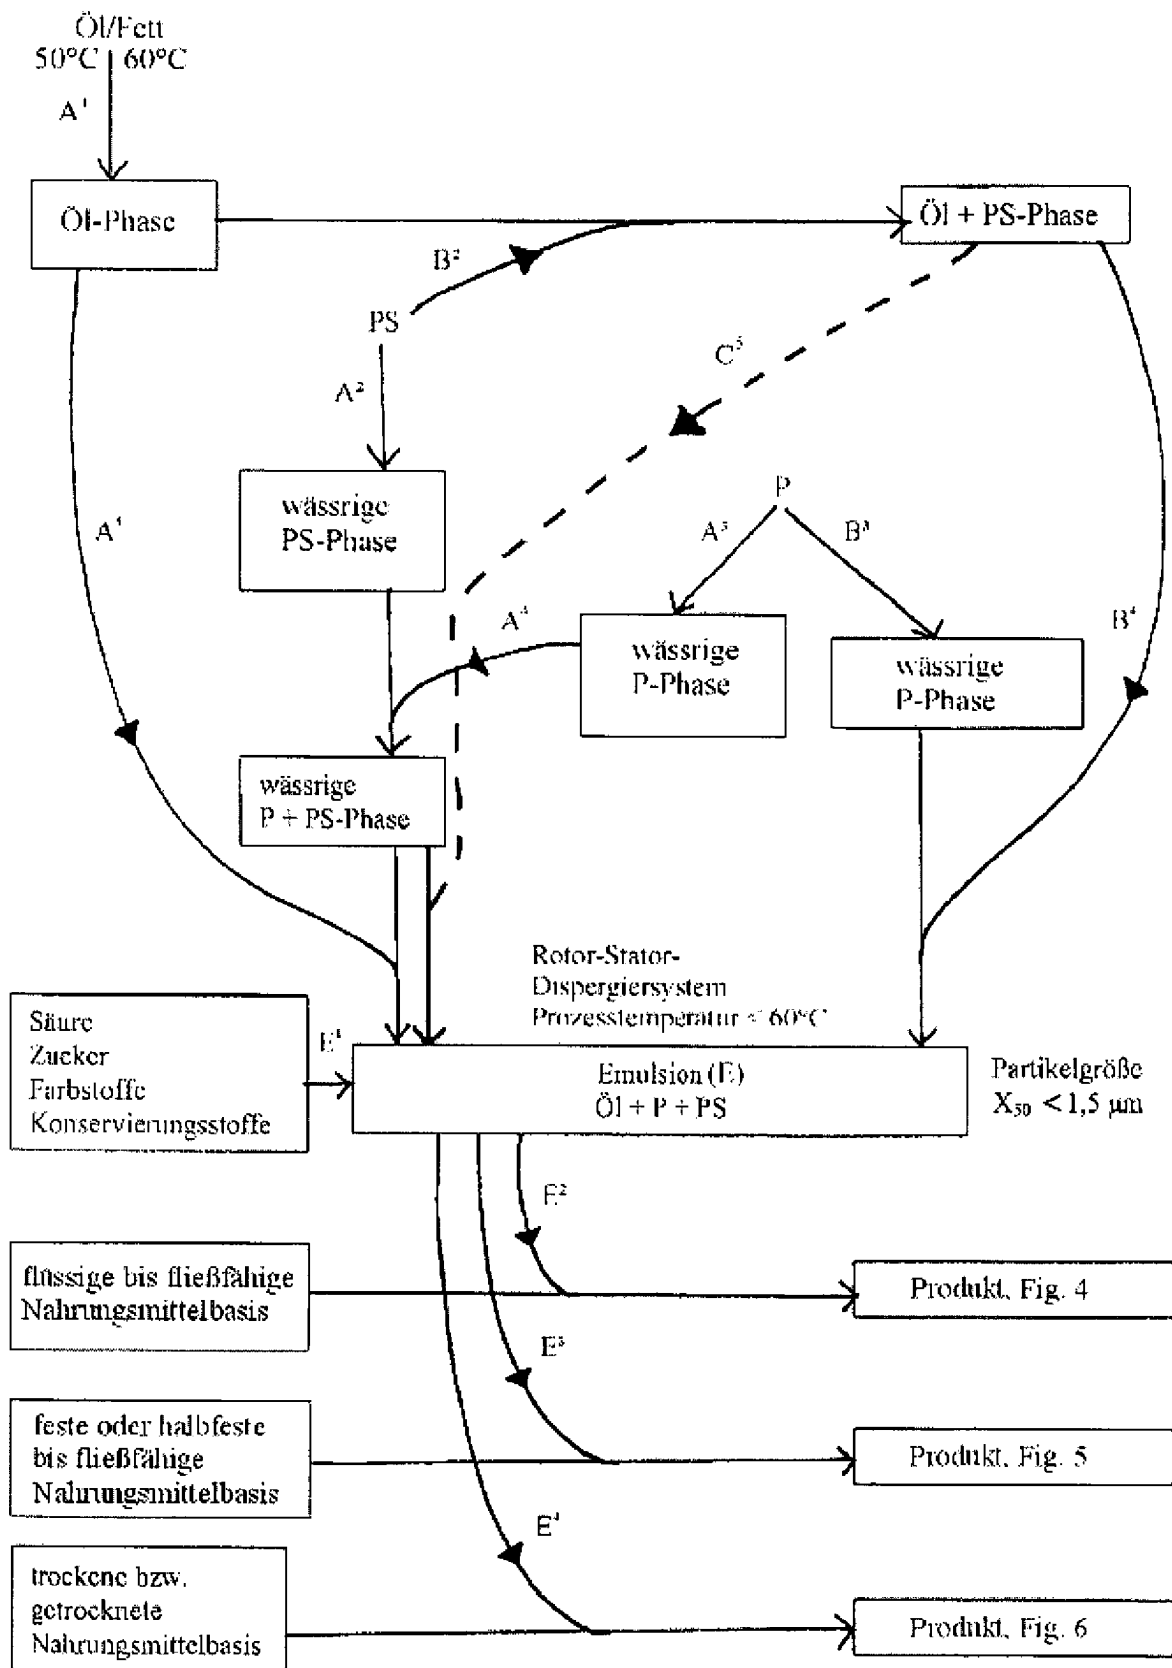 Öl/Fett
50°C 60°C
A¹
Öl-Phase
Öl + PS-Phase
B²
PS
C⁵
A²
wässrige
PS-Phase
P
A³
B³
A⁴
A⁴
B⁴
wässrige
P-Phase
wässrige
P-Phase
wässrige
P + PS-Phase
Rotor-Stator-
Dispergiersystem
Prozesstemperatur < 60°C
Säure
Zucker
Farbstoffe
Konservierungsstoffe
E¹
Emulsion (E)
Öl + P + PS
Partikelgröße
X₅₀ < 1,5 µm
E²
flüssige bis fließfähige
Nahrungsmittelbasis
Produkt, Fig. 4
E³
feste oder halbfeste
bis fließfähige
Nahrungsmittelbasis
Produkt, Fig. 5
E⁴
trockene bzw.
getrocknete
Nahrungsmittelbasis
Produkt, Fig. 6